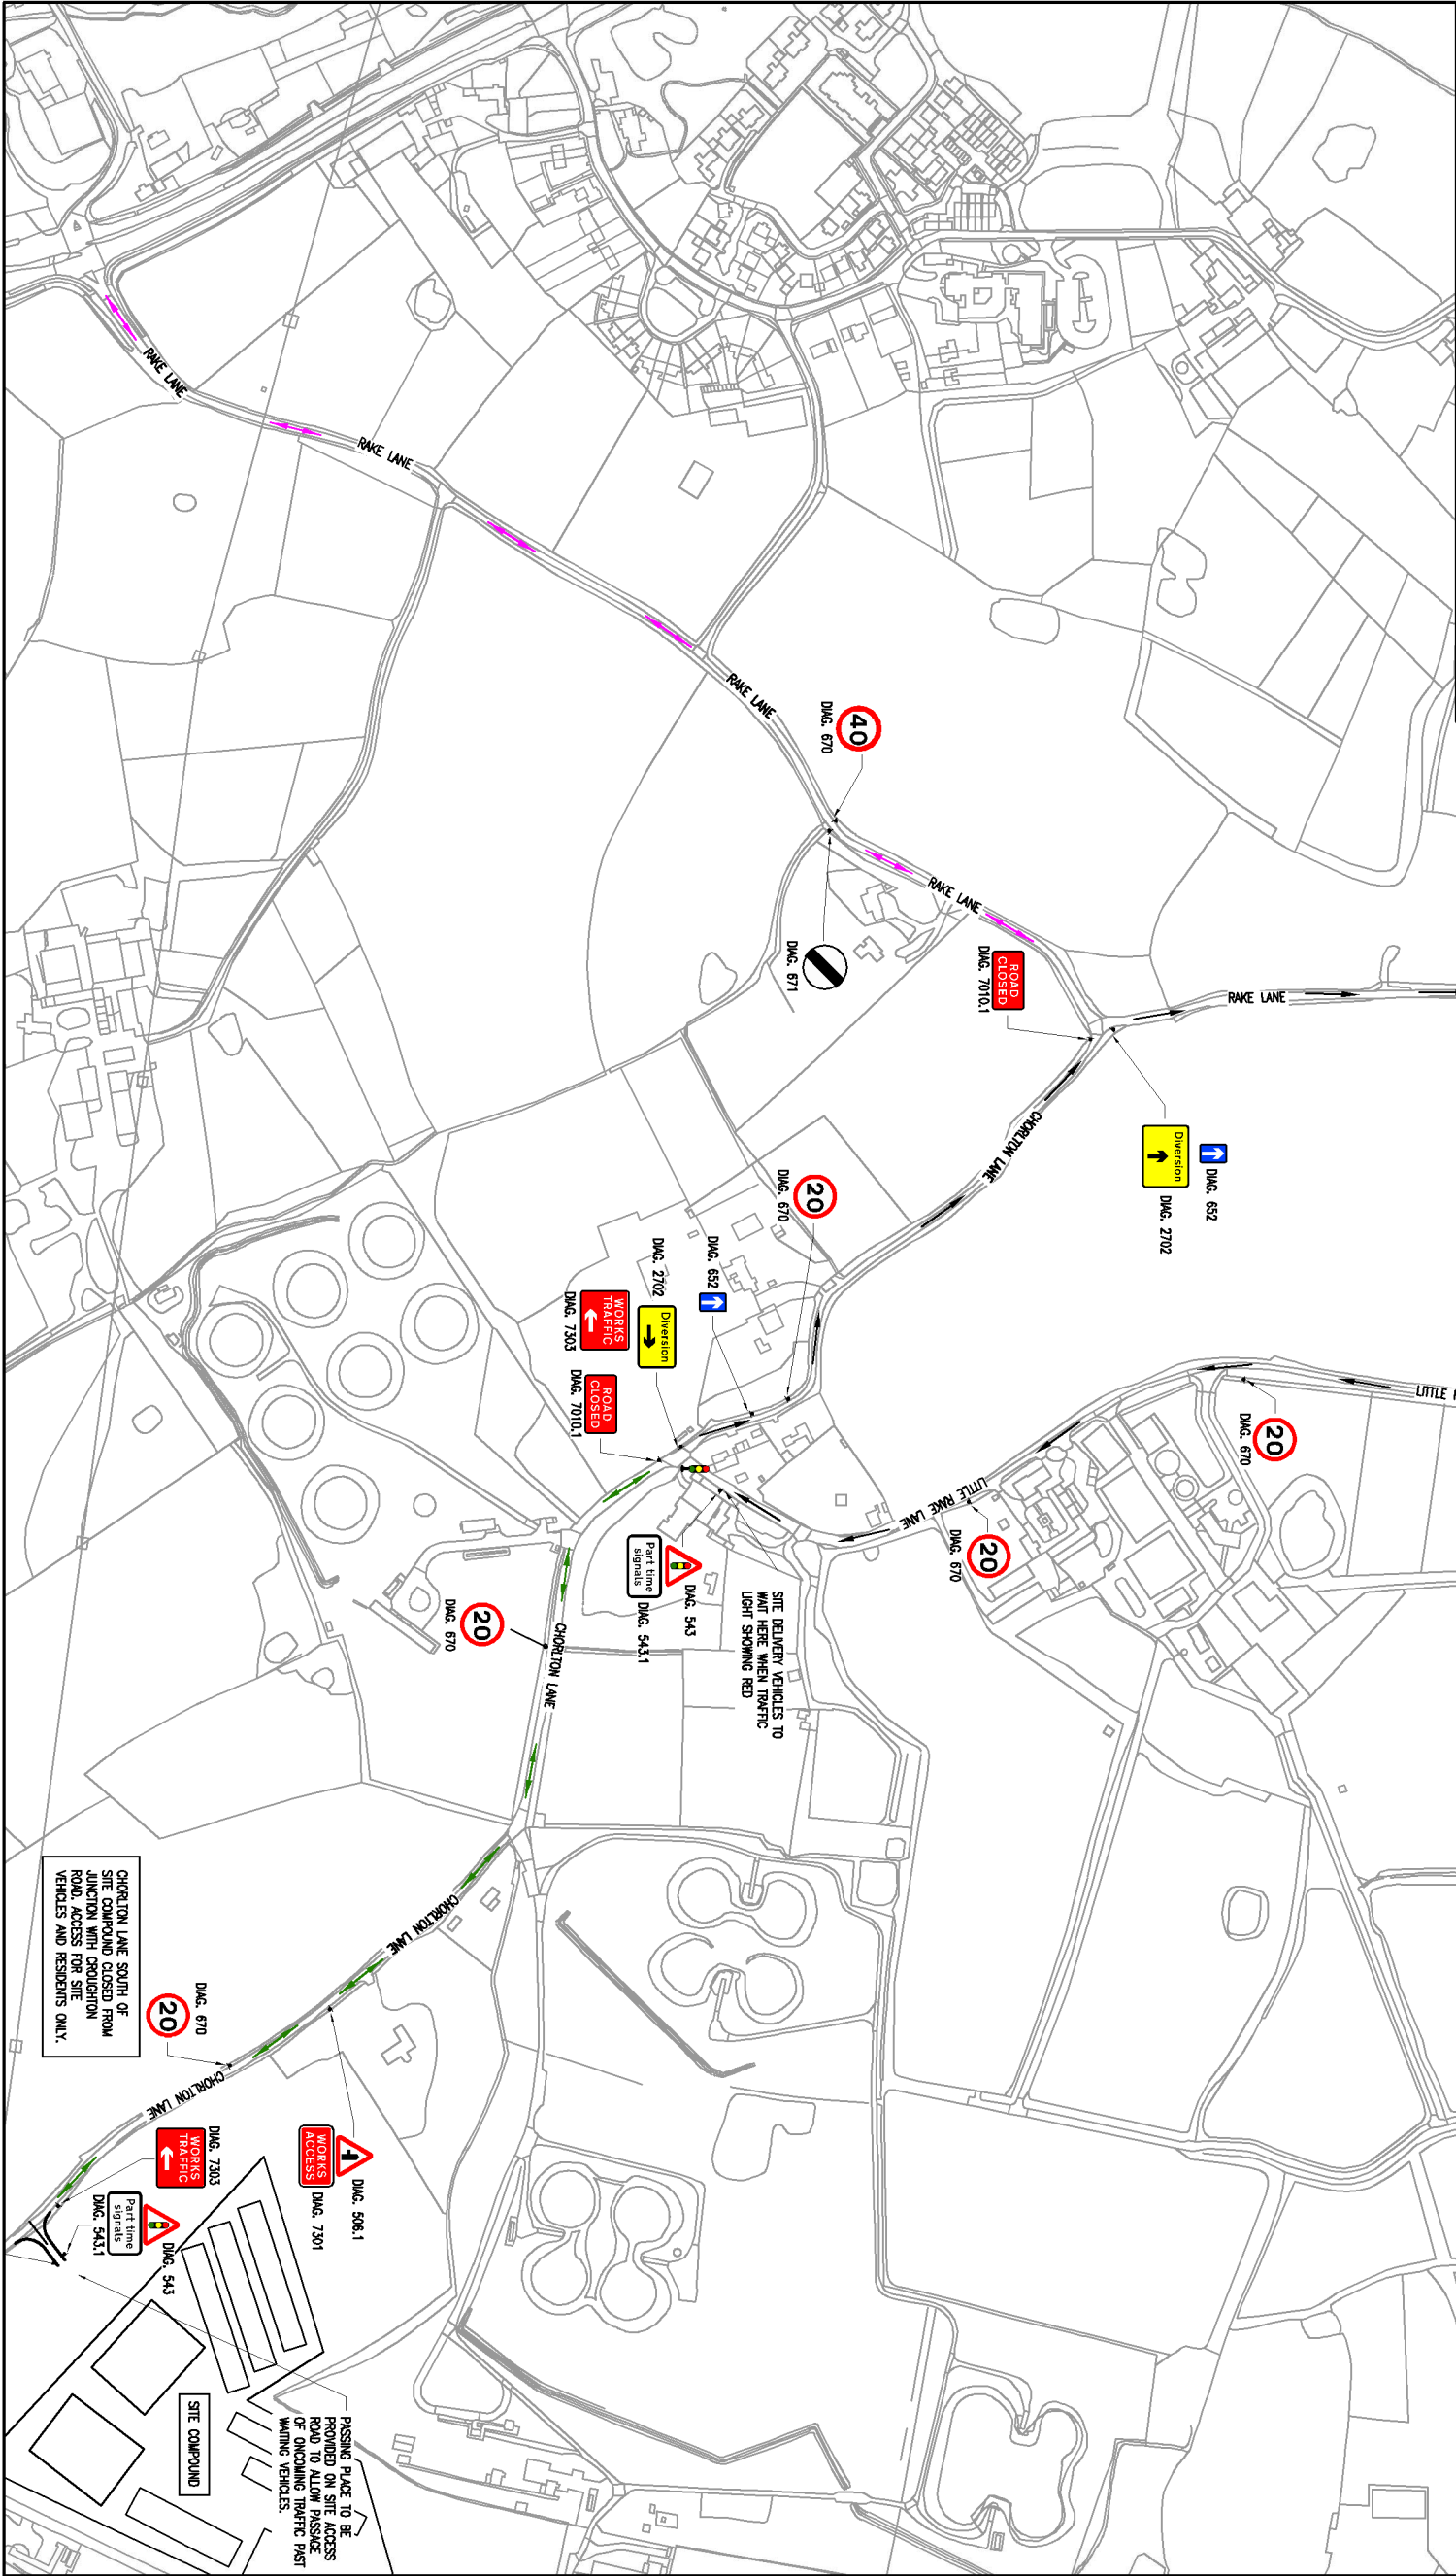 RAKE LANE
RAKE LANE
RAKE LANE
40
DIAG. 670
DIAG. 671
RAKE LANE
ROAD
CLOSED
DIAG. 7010.1
RAKE LANE
DIAG. 652
Diversion
DIAG. 2702
CHORLTON LANE
20
DIAG. 670
DIAG. 652
Diversion
DIAG. 2702
WORKS
TRAFFIC
DIAG. 7303
ROAD
CLOSED
DIAG. 7010.1
LITTLE
20
DIAG. 670
LITTLE RAKE LANE
20
DIAG. 670
DIAG. 543
Part time
signals
DIAG. 543.1
SITE DELIVERY VEHICLES TO
WAIT HERE WHEN TRAFFIC
LIGHT SHOWING RED
20
DIAG. 670
CHORLTON LANE
CHORLTON LANE
CHORLTON LANE SOUTH OF
SITE COMPOUND CLOSED FROM
JUNCTION WITH CROUGHTON
ROAD. ACCESS FOR SITE
VEHICLES AND RESIDENTS ONLY.
DIAG. 670
20
CHORLTON LANE
DIAG. 506.1
WORKS
ACCESS
DIAG. 7301
DIAG. 7303
WORKS
TRAFFIC
DIAG. 543
Part time
signals
DIAG. 543.1
SITE COMPOUND
PASSING PLACE TO BE
PROVIDED ON SITE ACCESS
ROAD TO ALLOW PASSAGE
OF ONCOMING TRAFFIC PAST
WAITING VEHICLES.